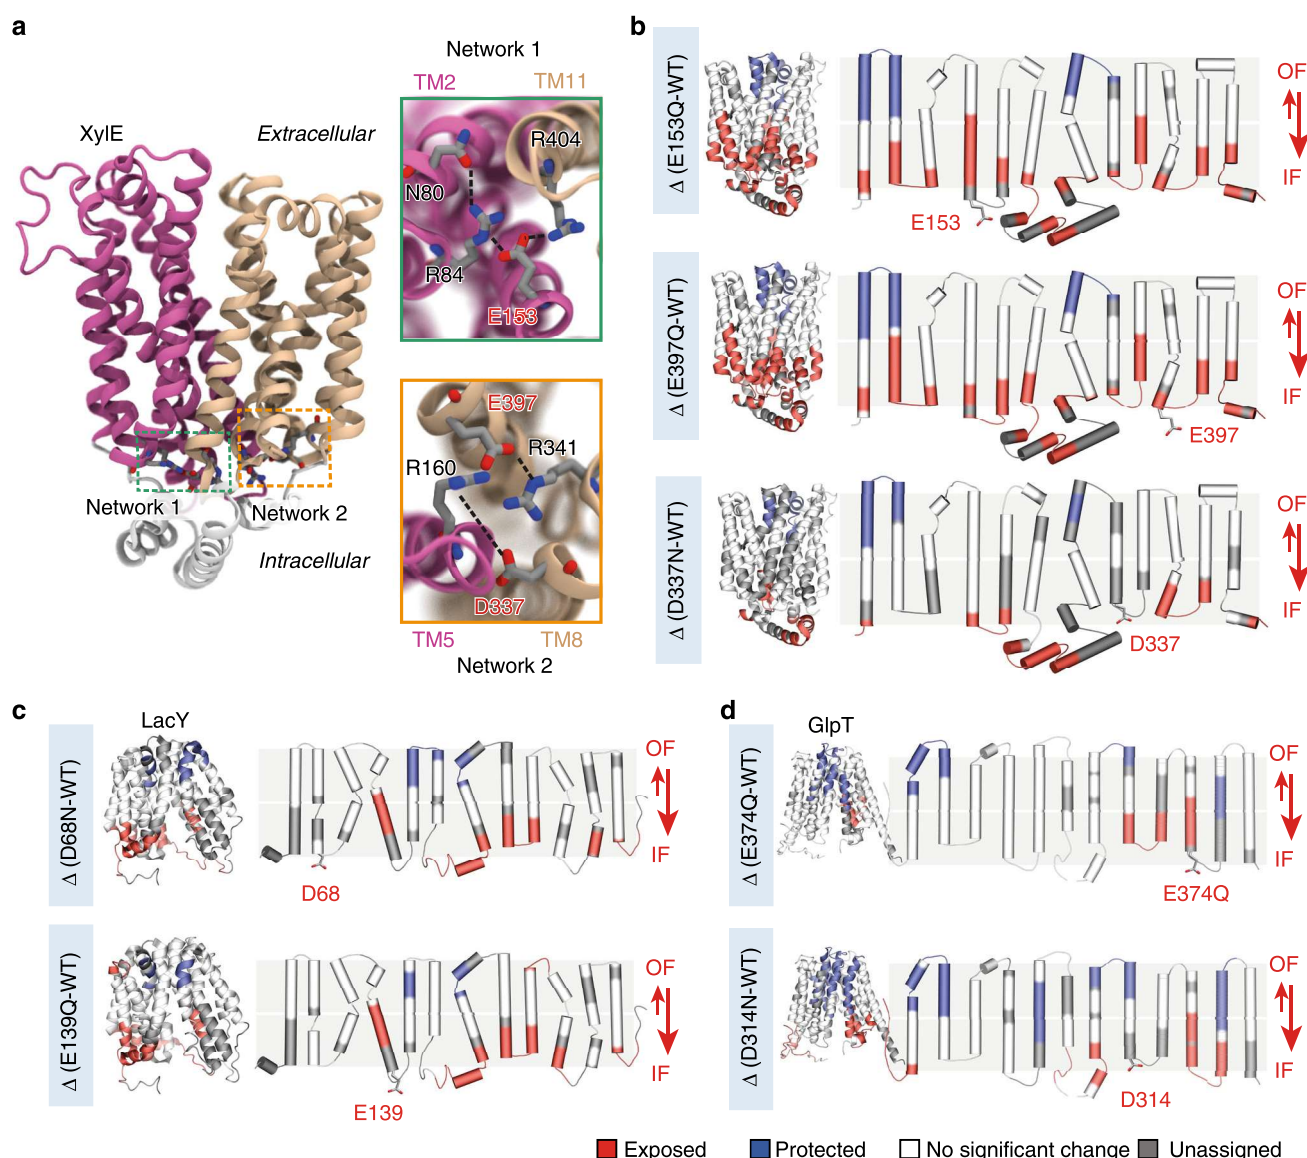 a
Network 1
TM2
TM11
XylE
Extracellular
R404
N80
R84
E153
E397
R341
R160
D337
Network 1
Network 2
Intracellular
TM5
TM8
Network 2
b
Δ (E153Q-WT)
OF
IF
E153
Δ (E397Q-WT)
OF
IF
E397
Δ (D337N-WT)
OF
IF
D337
c
LacY
Δ (D68N-WT)
OF
IF
D68
Δ (E139Q-WT)
OF
IF
E139
d
GlpT
Δ (E374Q-WT)
OF
IF
E374Q
Δ (D314N-WT)
OF
IF
D314
Exposed
Protected
No significant change
Unassigned